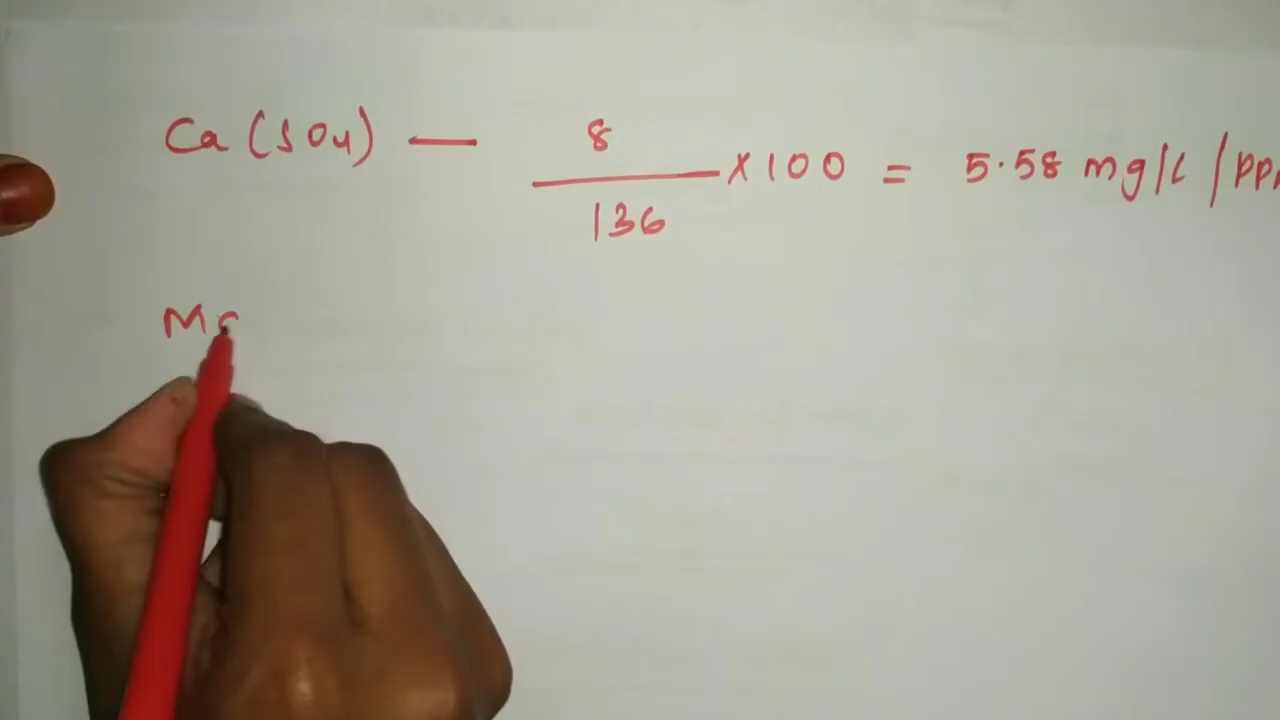 Ca (SO4) — 8/136 × 100 = 5.58 mg/L / PPM
M